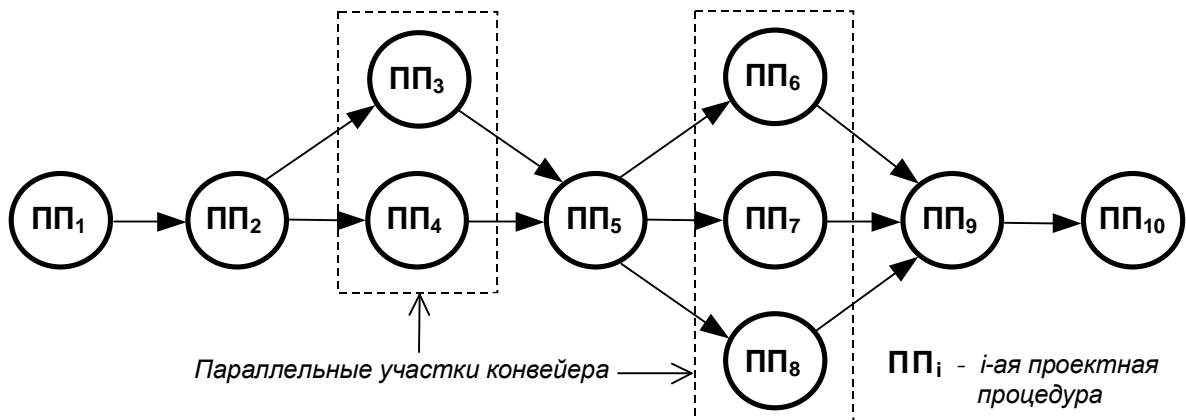 ПП₃
ПП₆
ПП₁
ПП₂
ПП₄
ПП₅
ПП₇
ПП₉
ПП₁₀
Параллельные участки конвейера
ПП₈
ППᵢ - i-ая проектная
процедура